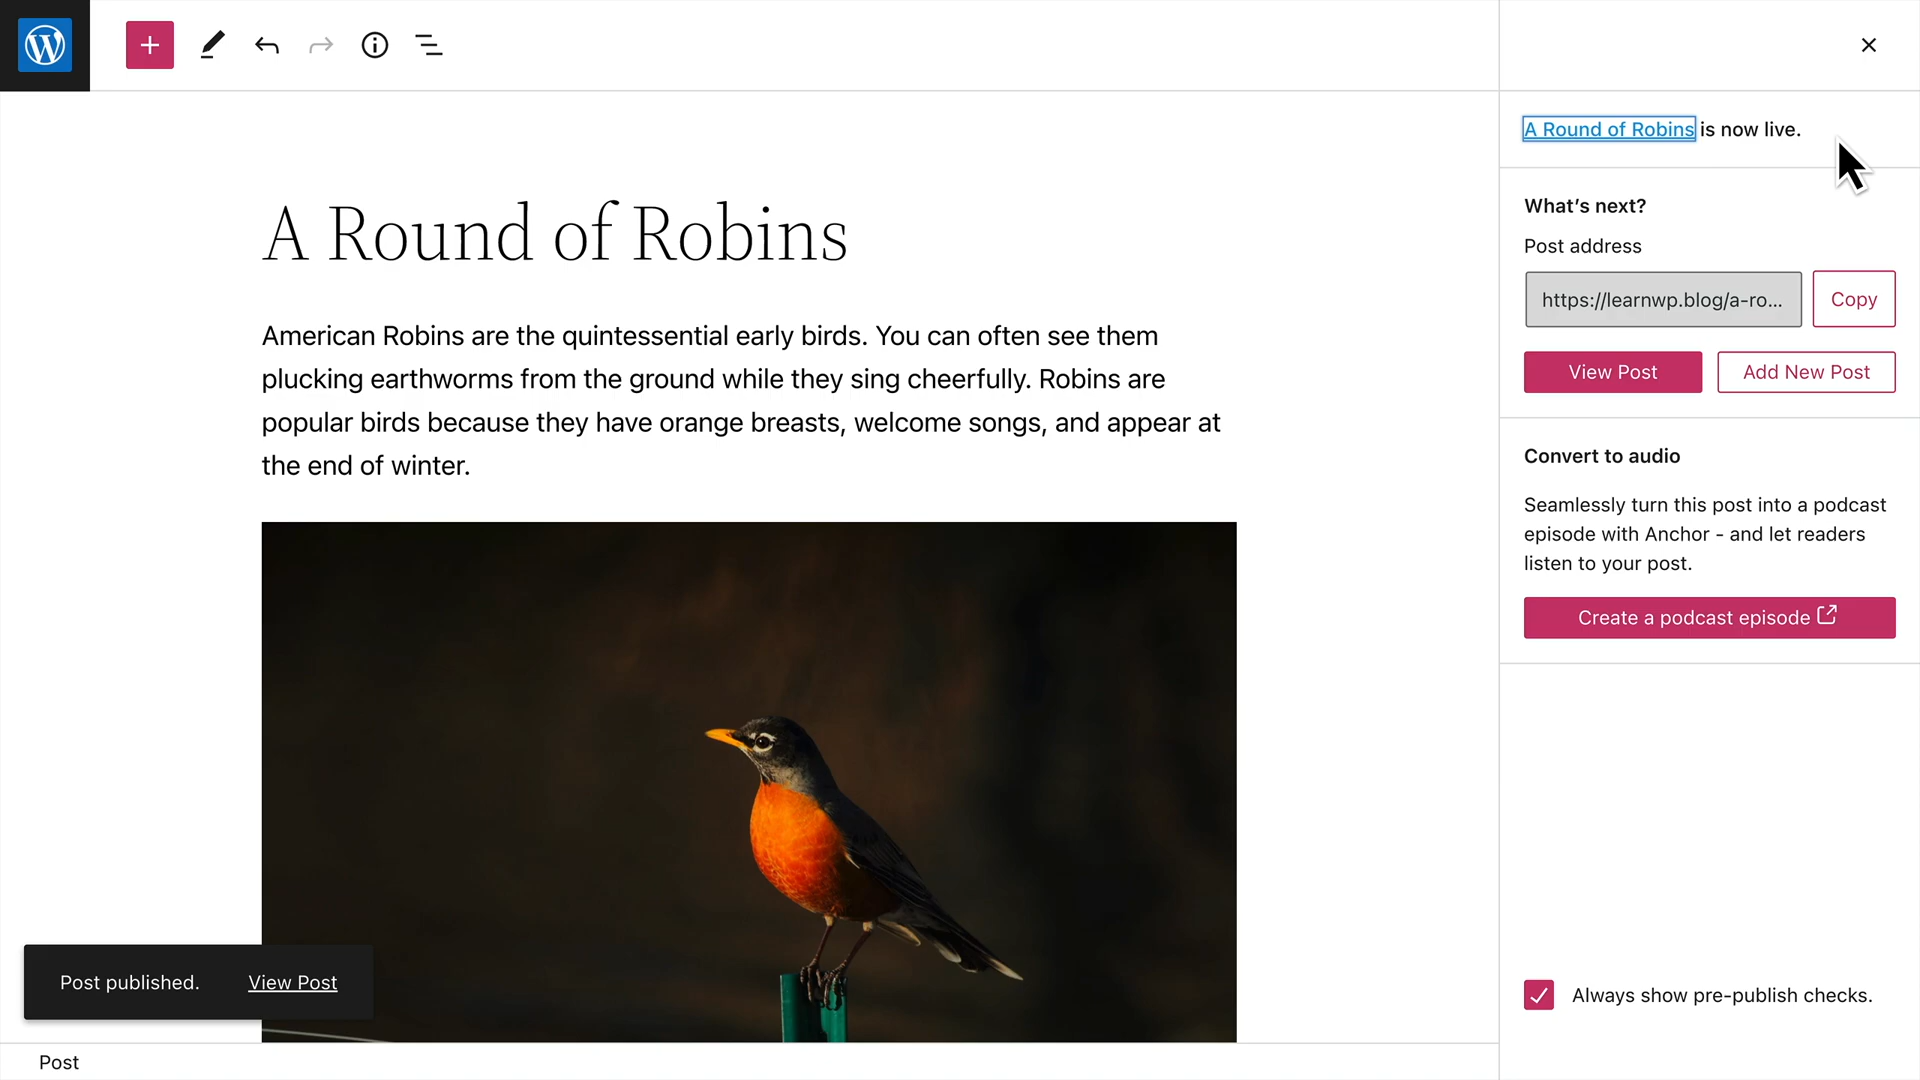 A Round of Robins is now live.
A Round of Robins
What's next?
Post address
https://learnwp.blog/a-ro...
Copy
American Robins are the quintessential early birds. You can often see them
plucking earthworms from the ground while they sing cheerfully. Robins are
popular birds because they have orange breasts, welcome songs, and appear at
the end of winter.
View Post
Add New Post
Convert to audio
Seamlessly turn this post into a podcast
episode with Anchor - and let readers
listen to your post.
Create a podcast episode
Post published. View Post
Always show pre-publish checks.
Post